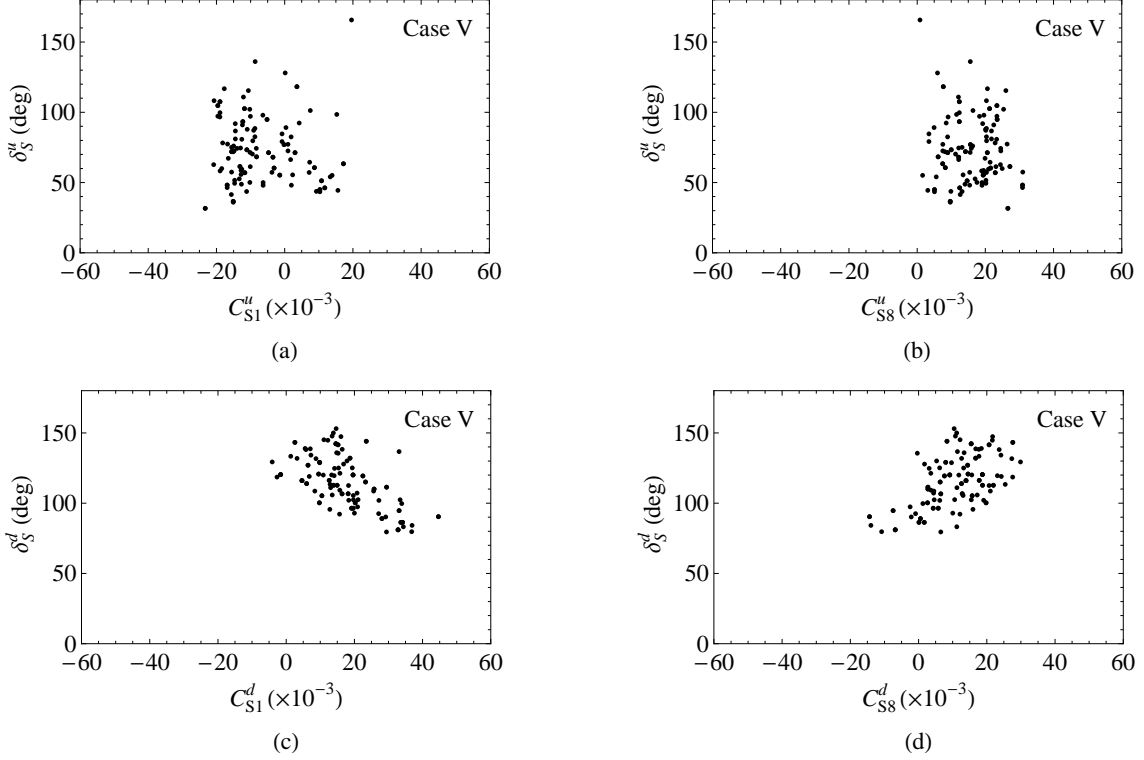 Case V
150
100
50
0
δ_S^u (deg)
−60 −40 −20 0 20 40 60
C_S1^u (×10^−3)
(a)
Case V
150
100
50
0
δ_S^u (deg)
−60 −40 −20 0 20 40 60
C_S8^u (×10^−3)
(b)
Case V
150
100
50
0
δ_S^d (deg)
−60 −40 −20 0 20 40 60
C_S1^d (×10^−3)
(c)
Case V
150
100
50
0
δ_S^d (deg)
−60 −40 −20 0 20 40 60
C_S8^d (×10^−3)
(d)